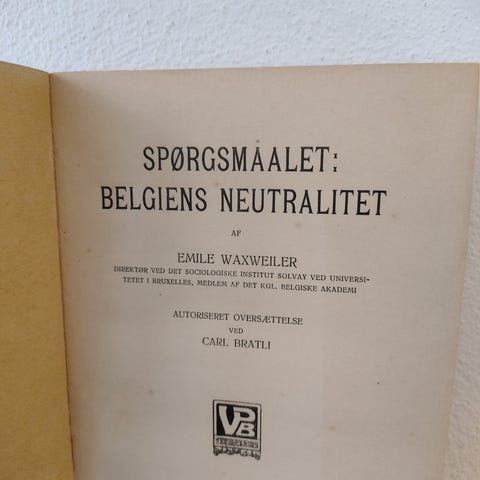 SPØRGSMAALET:
BELGIENS NEUTRALITET
AF
EMILE WAXWEILER
DIREKTØR VED DET SOCIOLOGISKE INSTITUT SOLVAY VED UNIVERSI-
TETET I BRUXELLES, MEDLEM AF DET KGL. BELGISKE AKADEMI
AUTORISERET OVERSÆTTELSE
VED
CARL BRATLI
VPB